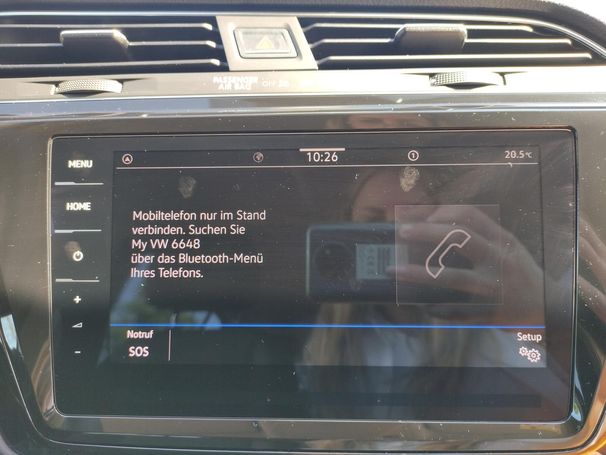 PASSENGER
AIR BAG
MENU
HOME
10:26
20.5°C
Mobiltelefon nur im Stand
verbinden. Suchen Sie
My VW 6648
über das Bluetooth-Menü
Ihres Telefons.
Notruf
SOS
Setup